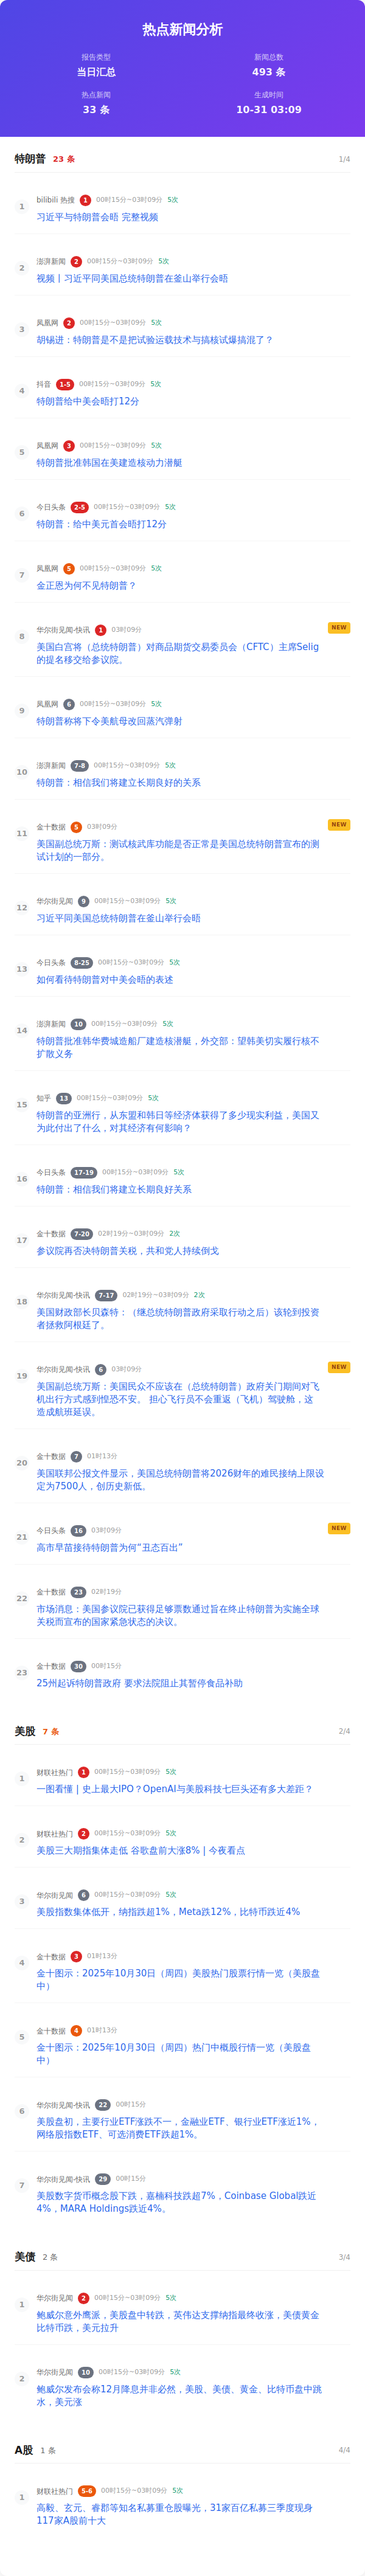 热点新闻分析
报告类型
当日汇总
新闻总数
493 条
热点新闻
33 条
生成时间
10-31 03:09
特朗普 23 条 1/4
1 bilibili 热搜 1 00时15分~03时09分 5次
习近平与特朗普会晤 完整视频
2 澎湃新闻 2 00时15分~03时09分 5次
视频丨习近平同美国总统特朗普在釜山举行会晤
3 凤凰网 2 00时15分~03时09分 5次
胡锡进：特朗普是不是把试验运载技术与搞核试爆搞混了？
4 抖音 1-5 00时15分~03时09分 5次
特朗普给中美会晤打12分
5 凤凰网 3 00时15分~03时09分 5次
特朗普批准韩国在美建造核动力潜艇
6 今日头条 2-5 00时15分~03时09分 5次
特朗普：给中美元首会晤打12分
7 凤凰网 5 00时15分~03时09分 5次
金正恩为何不见特朗普？
8 华尔街见闻-快讯 1 03时09分 NEW
美国白宫将（总统特朗普）对商品期货交易委员会（CFTC）主席Selig
的提名移交给参议院。
9 凤凰网 6 00时15分~03时09分 5次
特朗普称将下令美航母改回蒸汽弹射
10 澎湃新闻 7-8 00时15分~03时09分 5次
特朗普：相信我们将建立长期良好的关系
11 金十数据 5 03时09分 NEW
美国副总统万斯：测试核武库功能是否正常是美国总统特朗普宣布的测
试计划的一部分。
12 华尔街见闻 9 00时15分~03时09分 5次
习近平同美国总统特朗普在釜山举行会晤
13 今日头条 8-25 00时15分~03时09分 5次
如何看待特朗普对中美会晤的表述
14 澎湃新闻 10 00时15分~03时09分 5次
特朗普批准韩华费城造船厂建造核潜艇，外交部：望韩美切实履行核不
扩散义务
15 知乎 13 00时15分~03时09分 5次
特朗普的亚洲行，从东盟和韩日等经济体获得了多少现实利益，美国又
为此付出了什么，对其经济有何影响？
16 今日头条 17-19 00时15分~03时09分 5次
特朗普：相信我们将建立长期良好关系
17 金十数据 7-20 02时19分~03时09分 2次
参议院再否决特朗普关税，共和党人持续倒戈
18 华尔街见闻-快讯 7-17 02时19分~03时09分 2次
美国财政部长贝森特：（继总统特朗普政府采取行动之后）该轮到投资
者拯救阿根廷了。
19 华尔街见闻-快讯 6 03时09分 NEW
美国副总统万斯：美国民众不应该在（总统特朗普）政府关门期间对飞
机出行方式感到惶恐不安。 担心飞行员不会重返（飞机）驾驶舱，这
造成航班延误。
20 金十数据 7 01时13分
美国联邦公报文件显示，美国总统特朗普将2026财年的难民接纳上限设
定为7500人，创历史新低。
21 今日头条 16 03时09分 NEW
高市早苗接待特朗普为何“丑态百出”
22 金十数据 23 02时19分
市场消息：美国参议院已获得足够票数通过旨在终止特朗普为实施全球
关税而宣布的国家紧急状态的决议。
23 金十数据 30 00时15分
25州起诉特朗普政府 要求法院阻止其暂停食品补助
美股 7 条 2/4
1 财联社热门 1 00时15分~03时09分 5次
一图看懂 | 史上最大IPO？OpenAI与美股科技七巨头还有多大差距？
2 财联社热门 2 00时15分~03时09分 5次
美股三大期指集体走低 谷歌盘前大涨8% | 今夜看点
3 华尔街见闻 6 00时15分~03时09分 5次
美股指数集体低开，纳指跌超1%，Meta跌12%，比特币跌近4%
4 金十数据 3 01时13分
金十图示：2025年10月30日（周四）美股热门股票行情一览（美股盘
中）
5 金十数据 4 01时13分
金十图示：2025年10月30日（周四）热门中概股行情一览（美股盘
中）
6 华尔街见闻-快讯 22 00时15分
美股盘初，主要行业ETF涨跌不一，金融业ETF、银行业ETF涨近1%，
网络股指数ETF、可选消费ETF跌超1%。
7 华尔街见闻-快讯 29 00时15分
美股数字货币概念股下跌，嘉楠科技跌超7%，Coinbase Global跌近
4%，MARA Holdings跌近4%。
美债 2 条 3/4
1 华尔街见闻 2 00时15分~03时09分 5次
鲍威尔意外鹰派，美股盘中转跌，英伟达支撑纳指最终收涨，美债黄金
比特币跌，美元拉升
2 华尔街见闻 10 00时15分~03时09分 5次
鲍威尔发布会称12月降息并非必然，美股、美债、黄金、比特币盘中跳
水，美元涨
A股 1 条 4/4
1 财联社热门 5-6 00时15分~03时09分 5次
高毅、玄元、睿郡等知名私募重仓股曝光，31家百亿私募三季度现身
117家A股前十大